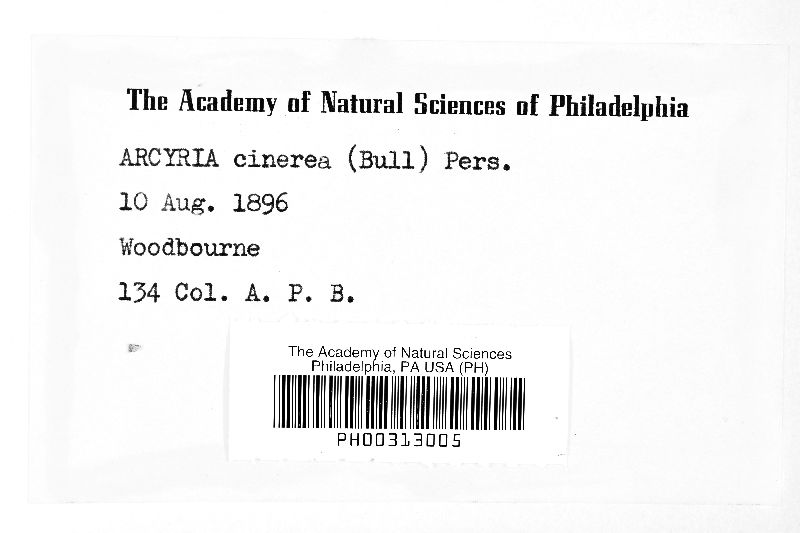 The Academy of Natural Sciences of Philadelphia
ARCYRIA cinerea (Bull) Pers.
10 Aug. 1896
Woodbourne
134 Col. A. P. B.
The Academy of Natural Sciences
Philadelphia, PA USA (PH)
PH00313005